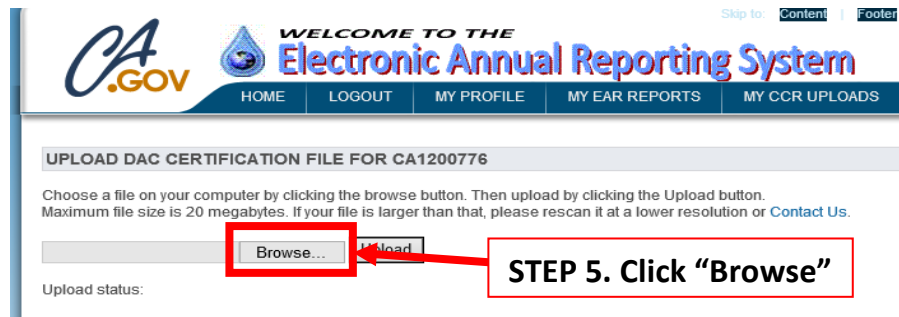 Skip to: Content | Footer
CA.GOV
WELCOME TO THE
Electronic Annual Reporting System
HOME LOGOUT MY PROFILE MY EAR REPORTS MY CCR UPLOADS
UPLOAD DAC CERTIFICATION FILE FOR CA1200776
Choose a file on your computer by clicking the browse button. Then upload by clicking the Upload button.
Maximum file size is 20 megabytes. If your file is larger than that, please rescan it at a lower resolution or Contact Us.
Browse... Upload
STEP 5. Click “Browse”
Upload status: